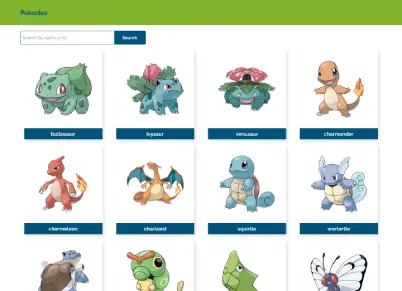 Pokedex
Search by name or id
Search
bulbasaur
ivysaur
venusaur
charmander
charmeleon
charizard
squirtle
wartortle